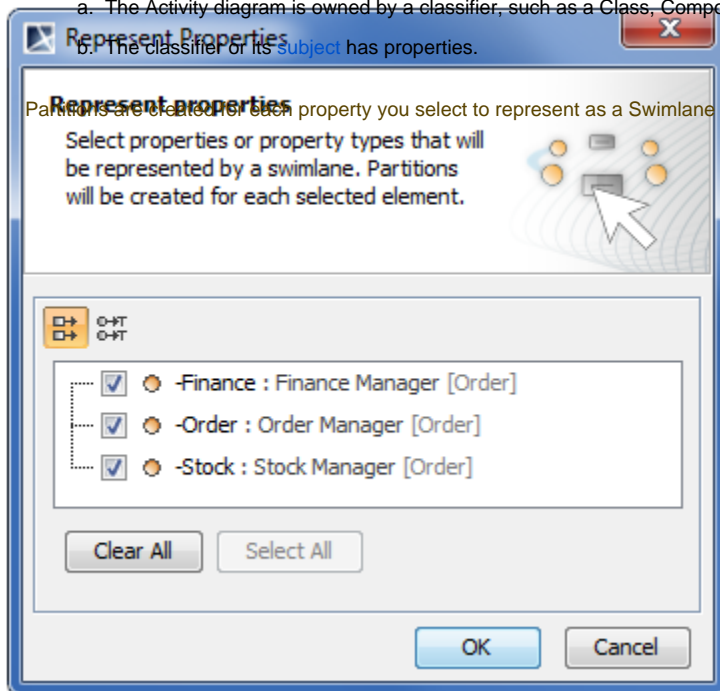 a. The Activity diagram is owned by a classifier, such as a Class, Compo
Represent Properties
b. The classifier or its subject has properties.
Represent properties
Partitions are created for each property you select to represent as a Swimlane
Select properties or property types that will
be represented by a swimlane. Partitions
will be created for each selected element.
-Finance : Finance Manager [Order]
-Order : Order Manager [Order]
-Stock : Stock Manager [Order]
Clear All
Select All
OK
Cancel